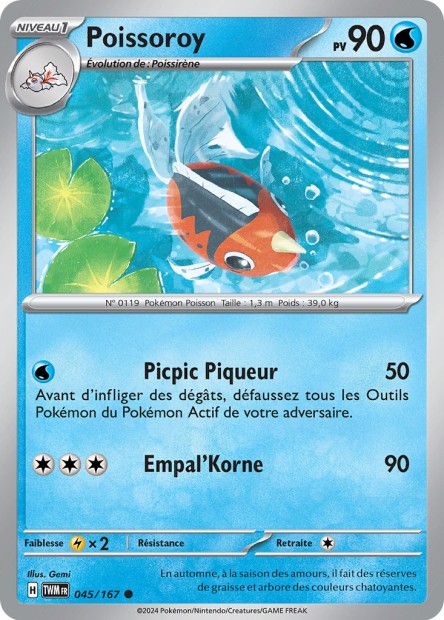 NIVEAU 1
Poissoroy
PV 90
Évolution de : Poissirène
N° 0119 Pokémon Poisson Taille : 1,3 m Poids : 39,0 kg
Picpic Piqueur 50
Avant d'infliger des dégâts, défaussez tous les Outils
Pokémon du Pokémon Actif de votre adversaire.
Empal'Korne 90
Faiblesse × 2 Résistance Retraite
Illus. Gemi
H TWM FR 045/167
En automne, à la saison des amours, il fait des réserves
de graisse et arbore des couleurs chatoyantes.
©2024 Pokémon/Nintendo/Creatures/GAME FREAK